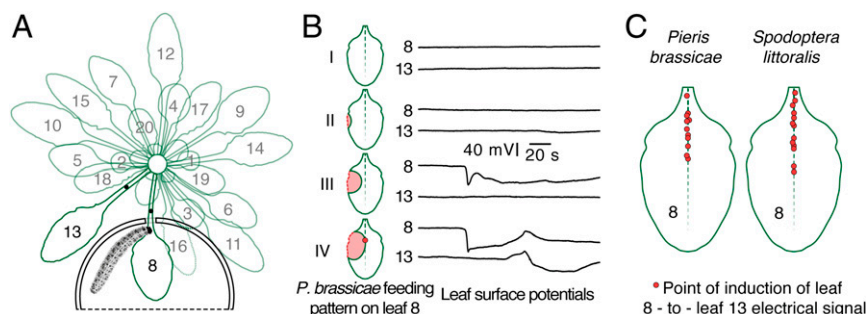 A
12
7
15
4
17
9
10
20
14
5
2
1
18
19
13
3
6
16
11
8
B
I
8
13
II
8
13
40 mV
20 s
III
8
13
IV
8
13
P. brassicae feeding
pattern on leaf 8
Leaf surface potentials
C
Pieris
brassicae
Spodoptera
littoralis
8
8
Point of induction of leaf
8 - to - leaf 13 electrical signal